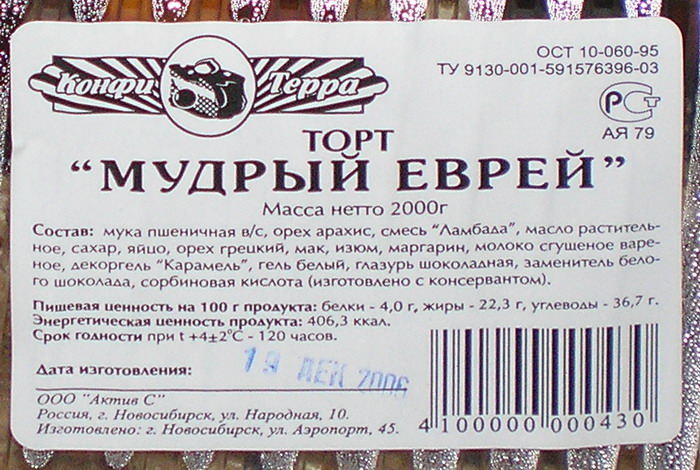 Конфи Терра
ОСТ 10-060-95
ТУ 9130-001-591576396-03
РСТ
АЯ 79
ТОРТ
“МУДРЫЙ ЕВРЕЙ”
Масса нетто 2000г
Состав: мука пшеничная в/с, орех арахис, смесь “Ламбада”, масло раститель-
ное, сахар, яйцо, орех грецкий, мак, изюм, маргарин, молоко сгущеное варе-
ное, декоргель “Карамель”, гель белый, глазурь шоколадная, заменитель бело-
го шоколада, сорбиновая кислота (изготовлено с консервантом).
Пищевая ценность на 100 г продукта: белки - 4,0 г, жиры - 22,3 г, углеводы - 36,7 г.
Энергетическая ценность продукта: 406,3 ккал.
Срок годности при t +4±2°С - 120 часов.
Дата изготовления: 19 ДЕК 2006
ООО "Актив С"
Россия, г. Новосибирск, ул. Народная, 10.
Изготовлено: г. Новосибирск, ул. Аэропорт, 45.
4 100000 000430